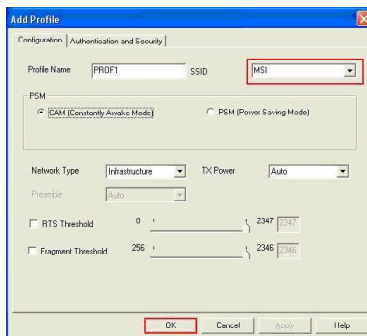 Add Profile
Configuration Authentication and Security
Profile Name PROF1 SSID MSI
PSM
CAM (Constantly Awake Mode) PSM (Power Saving Mode)
Network Type Infrastructure TX Power Auto
Preamble Auto
RTS Threshold 0 2347 2347
Fragment Threshold 256 2346 2346
OK Cancel Apply Help